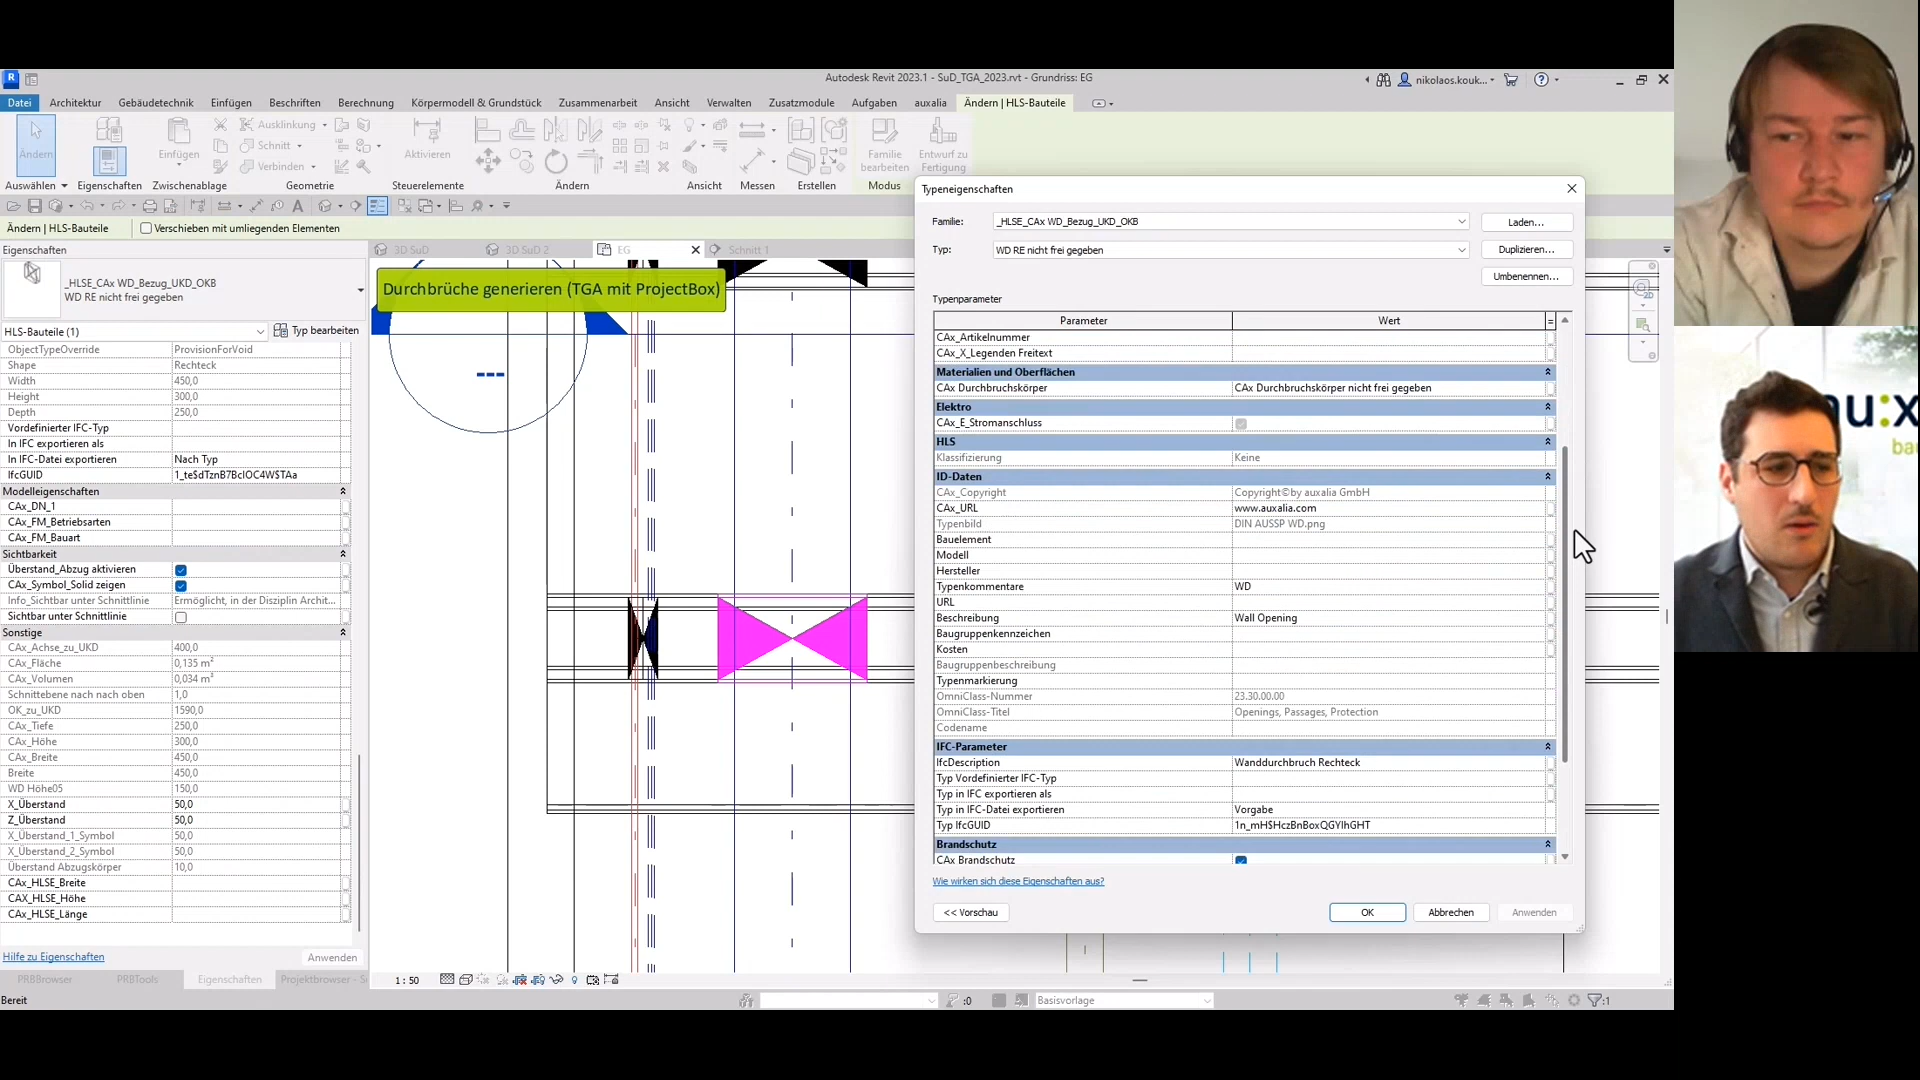 Autodesk Revit 2023.1 - SuD_TGA_2023.rvt - Grundriss: EG
nikolaos.kouk...
Datei Architektur Gebäudetechnik Einfügen Beschriften Berechnung Körpermodell & Grundstück Zusammenarbeit Ansicht Verwalten Zusatzmodule Aufgaben auxalia Ändern | HLS-Bauteile
Ausklinkung
Schnitt
Verbinden
Ändern
Einfügen
Aktivieren
Familie bearbeiten
Entwurf zu Fertigung
Auswählen Eigenschaften Zwischenablage Geometrie Steuerelemente Ändern Ansicht Messen Erstellen Modus
Ändern | HLS-Bauteile
Verschieben mit umliegenden Elementen
Eigenschaften
3D SuD
3D SuD 2
EG
Schnitt 1
_HLSE_CAx WD_Bezug_UKD_OKB
WD RE nicht frei gegeben
HLS-Bauteile (1)
Typ bearbeiten
ObjectTypeOverride ProvisionForVoid
Shape Rechteck
Width 450,0
Height 300,0
Depth 250,0
Vordefinierter IFC-Typ
In IFC exportieren als
In IFC-Datei exportieren Nach Typ
IfcGUID 1_te$dTznB7BcIOC4W$TAa
Modelleigenschaften
CAx_DN_1
CAx_FM_Betriebsarten
CAx_FM_Bauart
Sichtbarkeit
Überstand_Abzug aktivieren
CAx_Symbol_Solid zeigen
Info_Sichtbar unter Schnittlinie Ermöglicht, in der Disziplin Archit...
Sichtbar unter Schnittlinie
Sonstige
CAx_Achse_zu_UKD 400,0
CAx_Fläche 0,135 m²
CAx_Volumen 0,034 m³
Schnittebene nach nach oben 1,0
OK_zu_UKD 1590,0
CAx_Tiefe 250,0
CAx_Höhe 300,0
CAx_Breite 450,0
Breite 450,0
WD Höhe05 150,0
X_Überstand 50,0
Z_Überstand 50,0
X_Überstand_1_Symbol 50,0
X_Überstand_2_Symbol 50,0
Überstand Abzugskörper 10,0
CAx_HLSE_Breite
CAX_HLSE_Höhe
CAx_HLSE_Länge
Hilfe zu Eigenschaften
Anwenden
PRBBrowser PRBTools Eigenschaften Projektbrowser - S
Bereit
Durchbrüche generieren (TGA mit ProjectBox)
1 : 50
:0
Basisvorlage
:1
Typeneigenschaften
Familie: _HLSE_CAx WD_Bezug_UKD_OKB Laden...
Typ: WD RE nicht frei gegeben Duplizieren...
Umbenennen...
Typenparameter
Parameter Wert =
CAx_Artikelnummer
CAx_X_Legenden Freitext
Materialien und Oberflächen
CAx Durchbruchskörper CAx Durchbruchskörper nicht frei gegeben
Elektro
CAx_E_Stromanschluss
HLS
Klassifizierung Keine
ID-Daten
CAx_Copyright Copyright©by auxalia GmbH
CAx_URL www.auxalia.com
Typenbild DIN AUSSP WD.png
Bauelement
Modell
Hersteller
Typenkommentare WD
URL
Beschreibung Wall Opening
Baugruppenkennzeichen
Kosten
Baugruppenbeschreibung
Typenmarkierung
OmniClass-Nummer 23.30.00.00
OmniClass-Titel Openings, Passages, Protection
Codename
IFC-Parameter
IfcDescription Wanddurchbruch Rechteck
Typ Vordefinierter IFC-Typ
Typ in IFC exportieren als
Typ in IFC-Datei exportieren Vorgabe
Typ IfcGUID 1n_mH$HczBnBoxQGYIhGHT
Brandschutz
CAx Brandschutz
Wie wirken sich diese Eigenschaften aus?
<< Vorschau OK Abbrechen Anwenden
au:x
bau